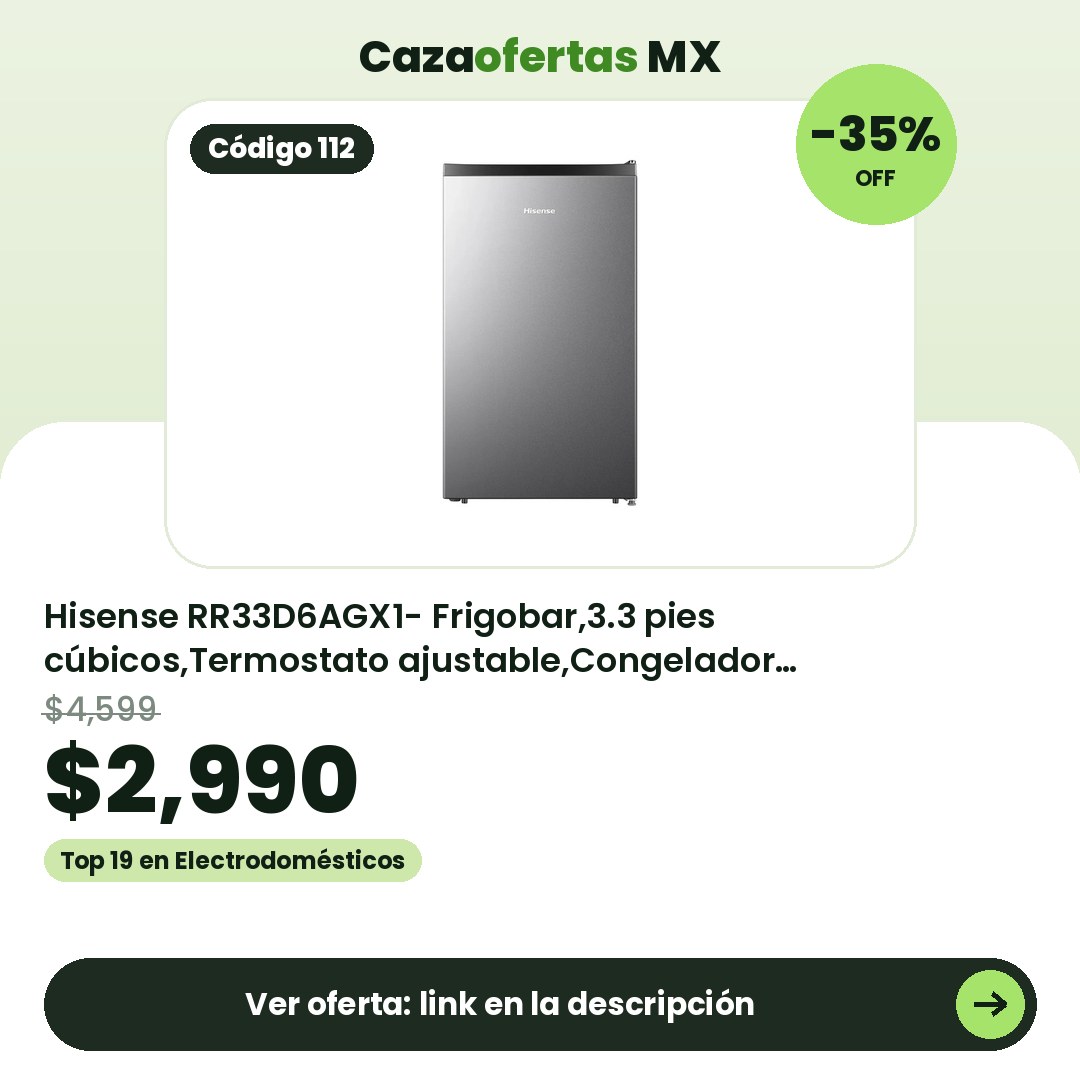 Cazaofertas MX
Código 112
-35%
OFF
Hisense
Hisense RR33D6AGX1- Frigobar,3.3 pies
cúbicos,Termostato ajustable,Congelador...
$4,599
$2,990
Top 19 en Electrodomésticos
Ver oferta: link en la descripción